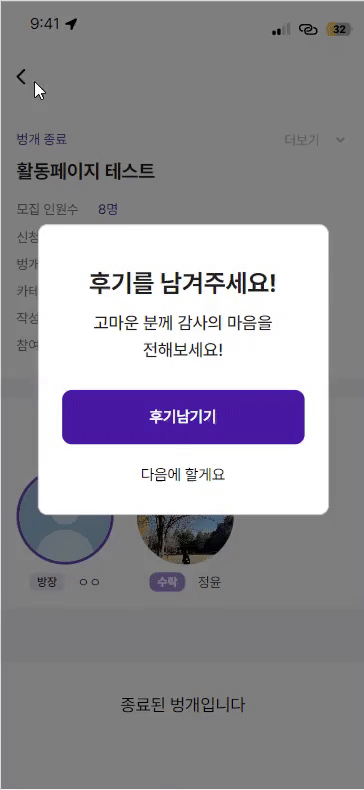 9:41
32
벙개 종료
더보기
활동페이지 테스트
모집 인원수 8명
신청
벙개
카테
작성
참여
후기를 남겨주세요!
고마운 분께 감사의 마음을
전해보세요!
후기남기기
다음에 할게요
방장 ㅇㅇ
수락 정윤
종료된 벙개입니다